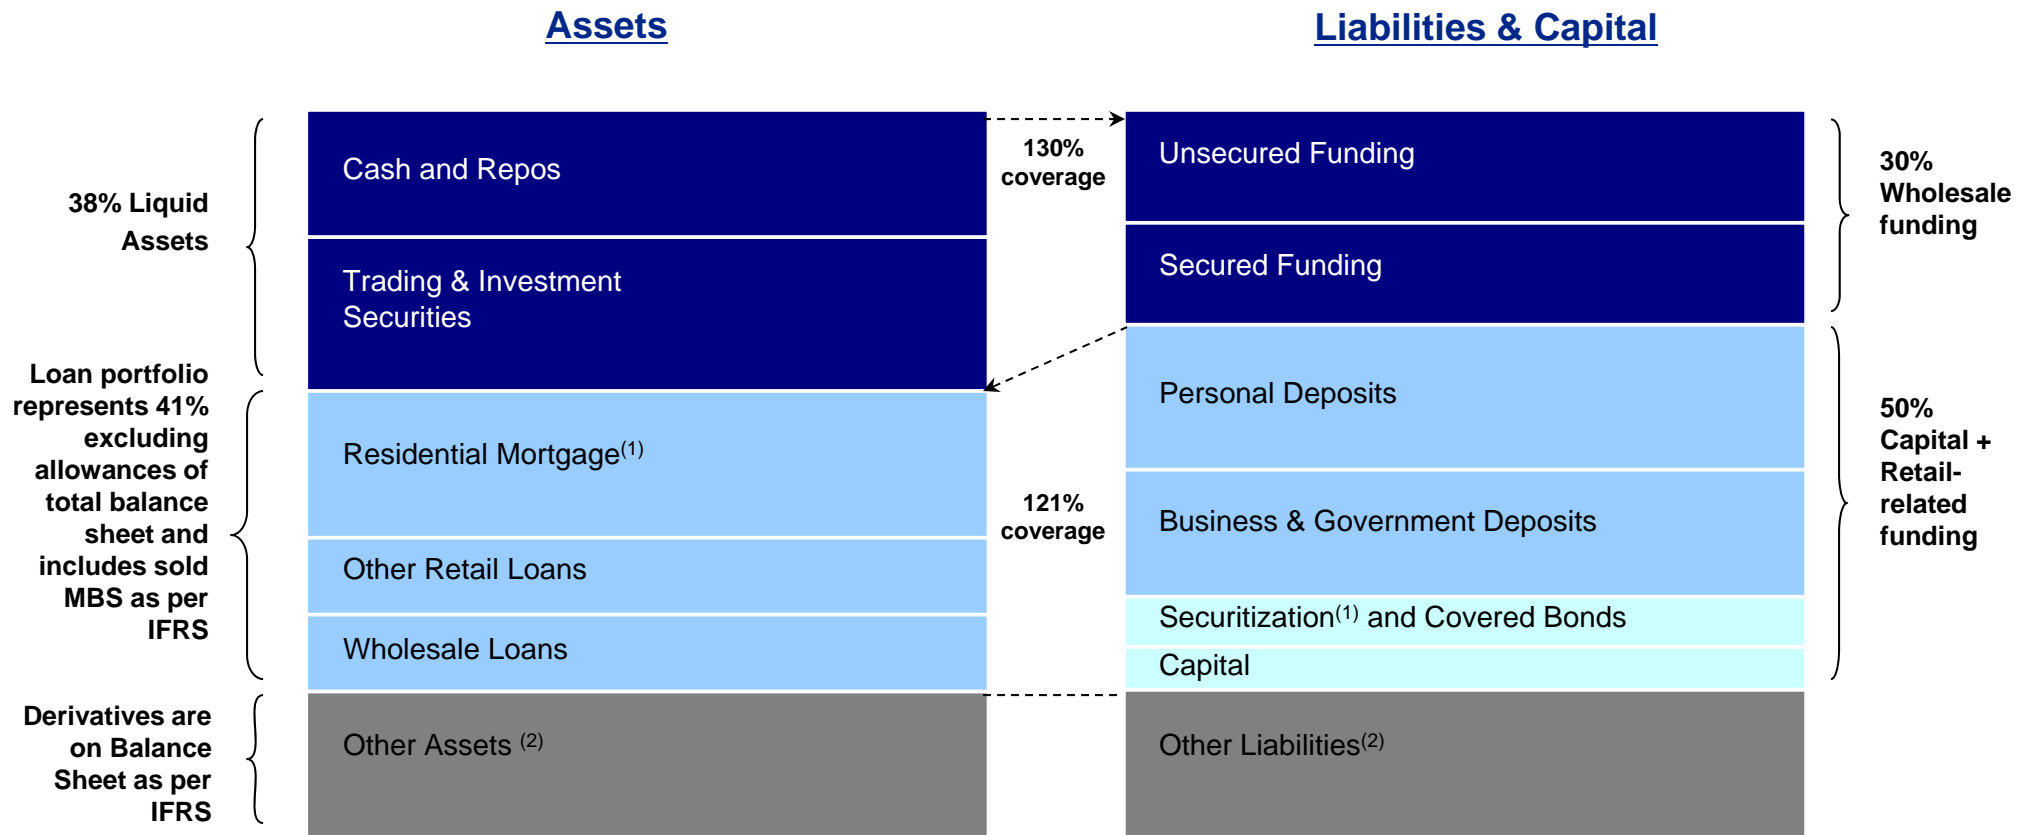 Assets
Liabilities & Capital
38% Liquid
Assets
Cash and Repos
130%
coverage
Unsecured Funding
30%
Wholesale
funding
Trading & Investment
Securities
Secured Funding
Loan portfolio
represents 41%
excluding
allowances of
total balance
sheet and
includes sold
MBS as per
IFRS
Residential Mortgage(1)
Other Retail Loans
Wholesale Loans
121%
coverage
Personal Deposits
Business & Government Deposits
Securitization(1) and Covered Bonds
Capital
50%
Capital +
Retail-
related
funding
Derivatives are
on Balance
Sheet as per
IFRS
Other Assets (2)
Other Liabilities(2)